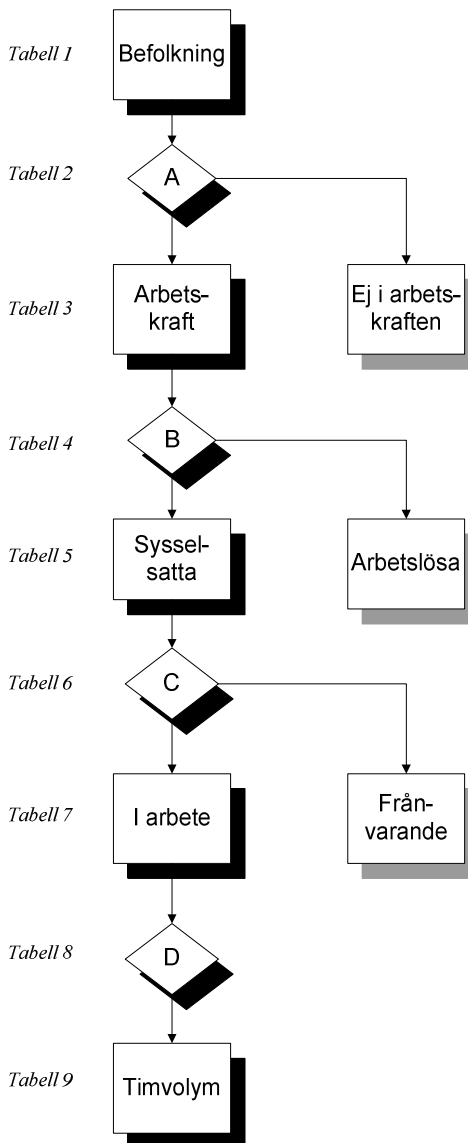 Tabell 1
Befolkning
Tabell 2
A
Tabell 3
Arbets-
kraft
Ej i arbets-
kraften
Tabell 4
B
Tabell 5
Syssel-
satta
Arbetslösa
Tabell 6
C
Tabell 7
I arbete
Från-
varande
Tabell 8
D
Tabell 9
Timvolym